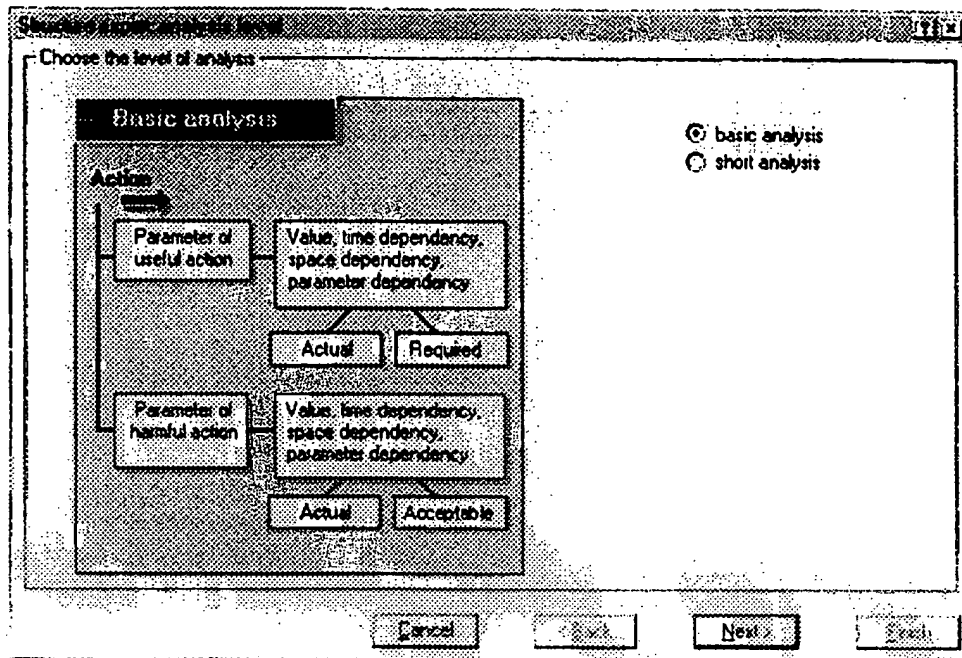 Choose the level of analysis
Basic analysis
Action
Parameter of
useful action
Value, time dependency,
space dependency,
parameter dependency
Actual
Required
Parameter of
harmful action
Value, time dependency,
space dependency,
parameter dependency
Actual
Acceptable
basic analysis
short analysis
Cancel
< Back
Next >